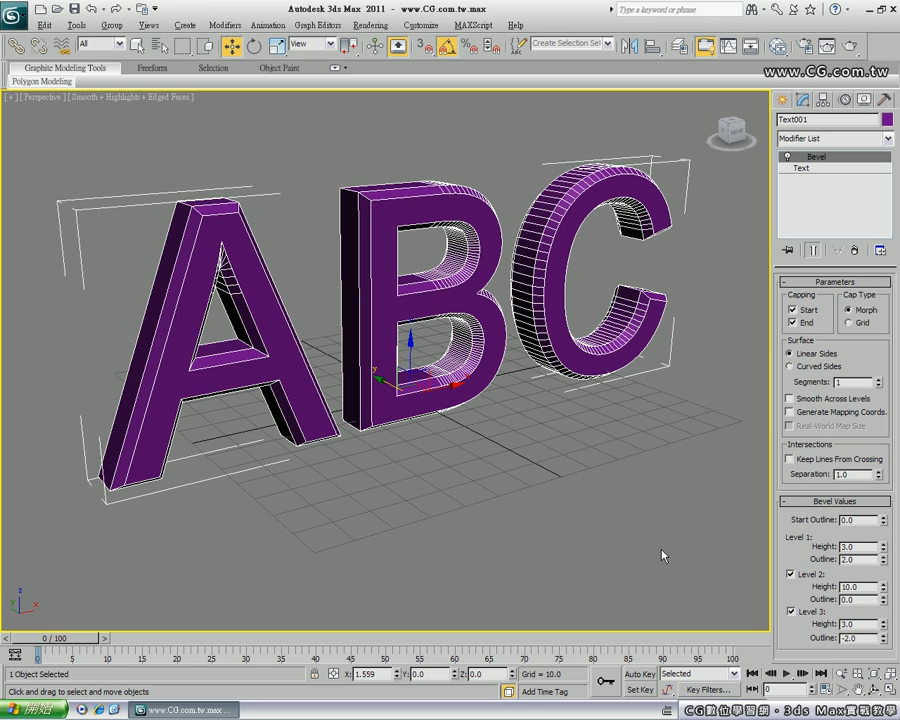 Autodesk 3ds Max 2011 - www.CG.com.tw.max
Type a keyword or phrase
Edit Tools Group Views Create Modifiers Animation Graph Editors Rendering Customize MAXScript Help
All
View
Create Selection Set
Graphite Modeling Tools Freeform Selection Object Paint
Polygon Modeling
www.CG.com.tw
[ + ] [ Perspective ] [ Smooth + Highlights + Edged Faces ]
Text001
Modifier List
Bevel
Text
ABC
Parameters
Capping
Start
End
Cap Type
Morph
Grid
Surface
Linear Sides
Curved Sides
Segments: 1
Smooth Across Levels
Generate Mapping Coords.
Real-World Map Size
Intersections
Keep Lines From Crossing
Separation: 1.0
Bevel Values
Start Outline: 0.0
Level 1:
Height: 3.0
Outline: 2.0
Level 2:
Height: 10.0
Outline: 0.0
Level 3:
Height: 3.0
Outline: -2.0
z
y
x
y
0 / 100
0 5 10 15 20 25 30 35 40 45 50 55 60 65 70 75 80 85 90 95 100
1 Object Selected
X: 1.559 Y: 0.0 Z: 0.0
Grid = 10.0
Auto Key Selected
Click and drag to select and move objects
Add Time Tag
Set Key Key Filters...
0
開始
www.CG.com.tw.max ...
CG數位學習網 · 3ds Max實戰教學